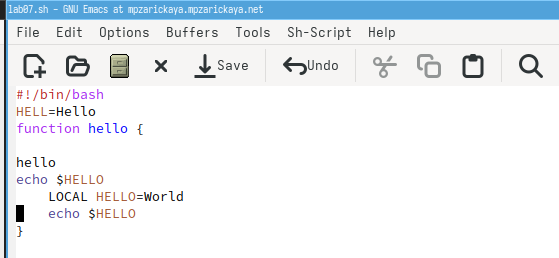 lab07.sh - GNU Emacs at mpzarickaya.mpzarickaya.net
File Edit Options Buffers Tools Sh-Script Help
Save Undo
#!/bin/bash
HELL=Hello
function hello {
hello
echo $HELLO
    LOCAL HELLO=World
    echo $HELLO
}